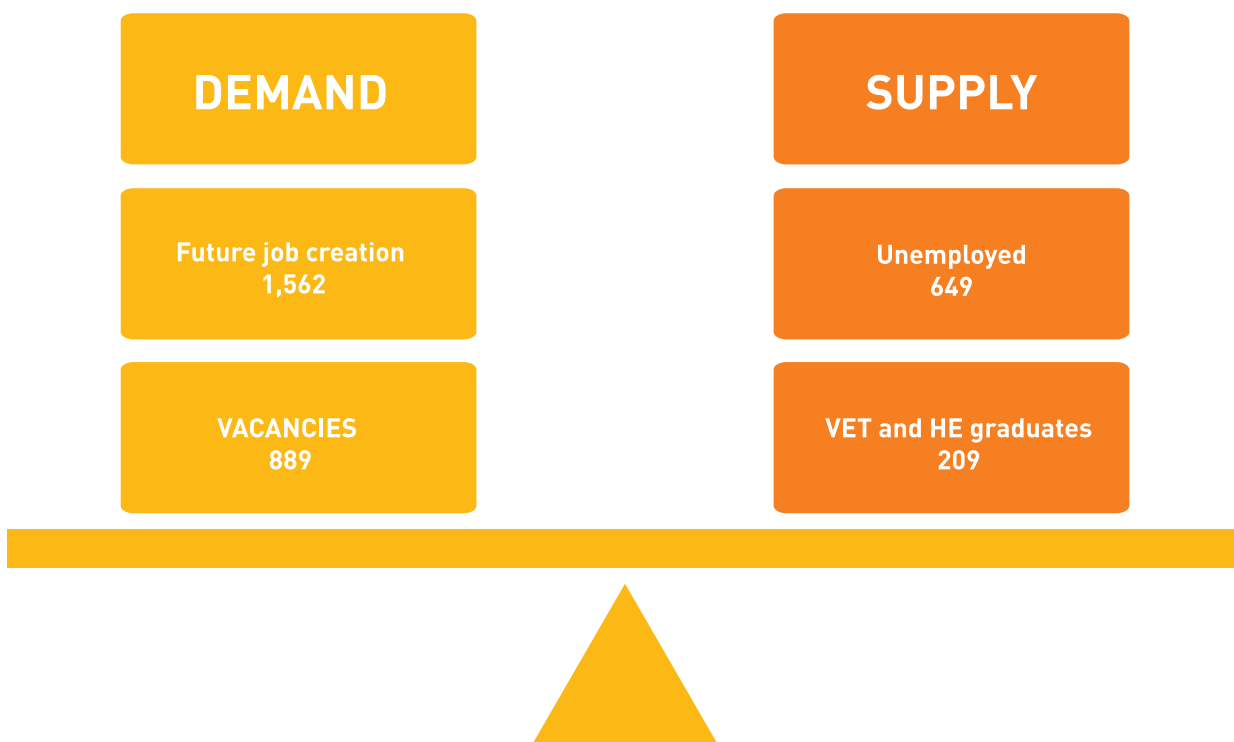 DEMAND
SUPPLY
Future job creation
1,562
Unemployed
649
VACANCIES
889
VET and HE graduates
209